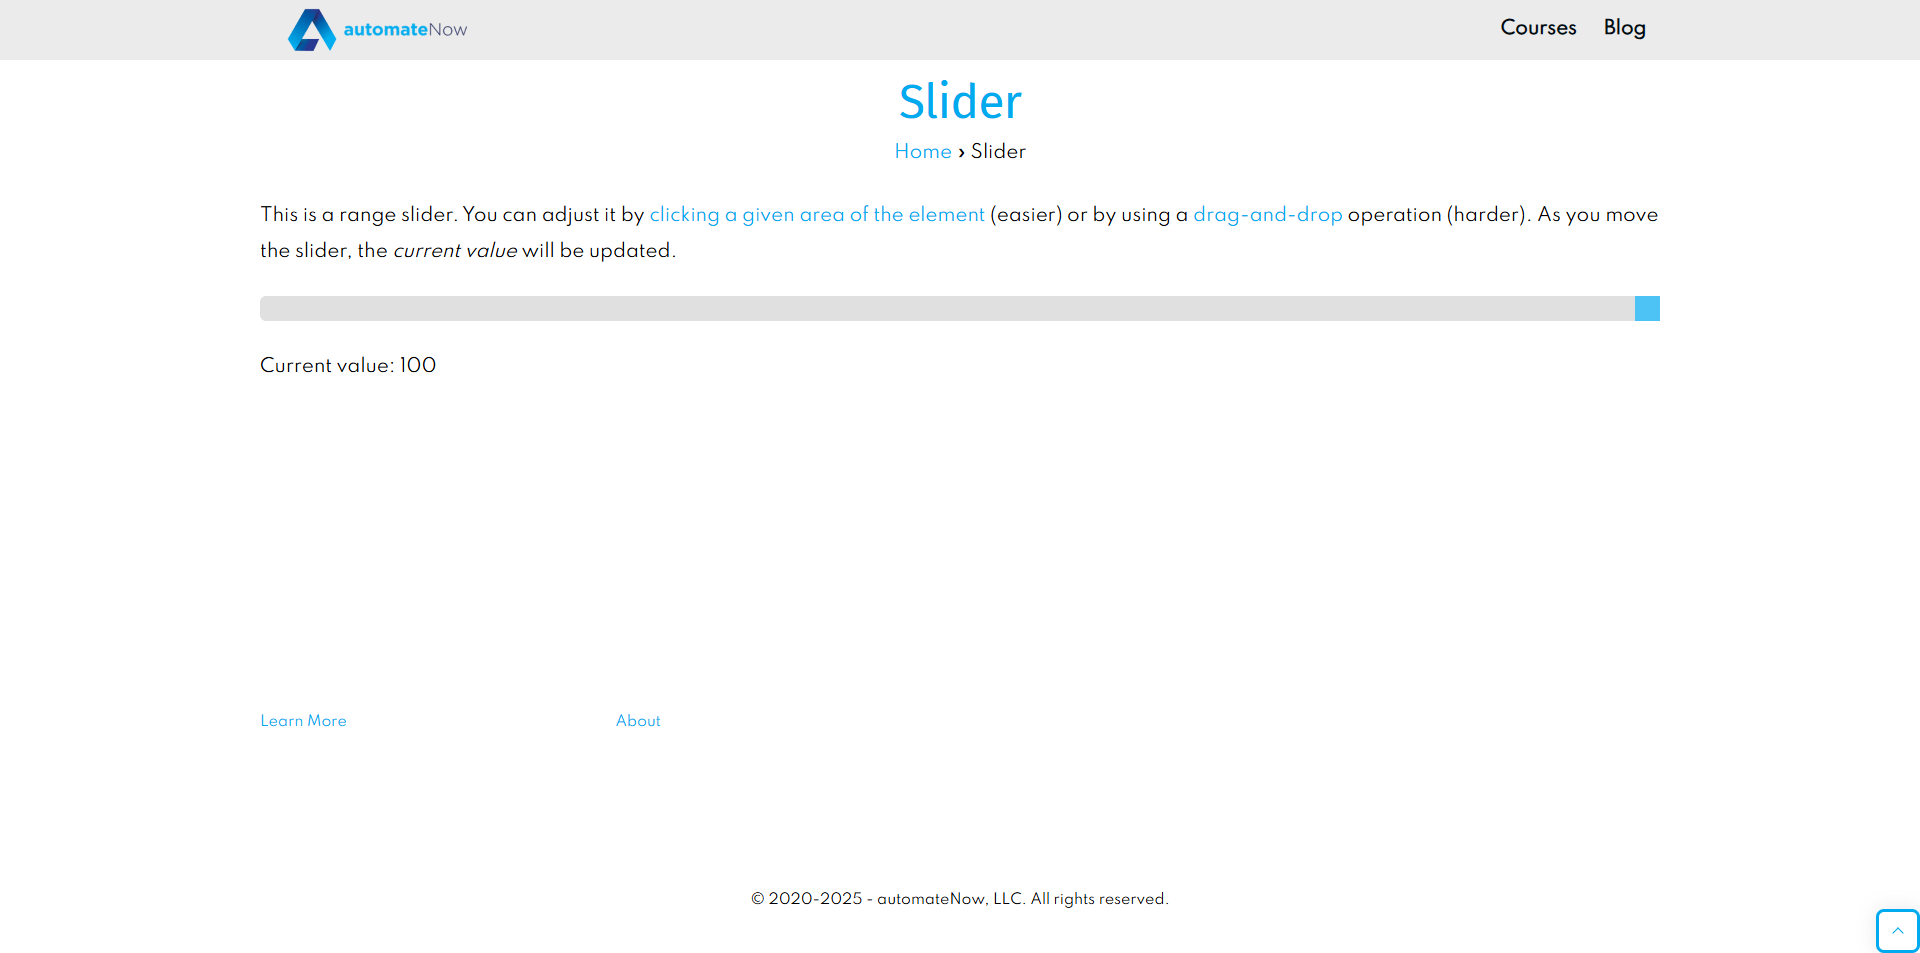 automateNow
Courses
Blog
Slider
Home › Slider
This is a range slider. You can adjust it by clicking a given area of the element (easier) or by using a drag-and-drop operation (harder). As you move
the slider, the current value will be updated.
Current value: 100
Learn More
About
© 2020-2025 - automateNow, LLC. All rights reserved.